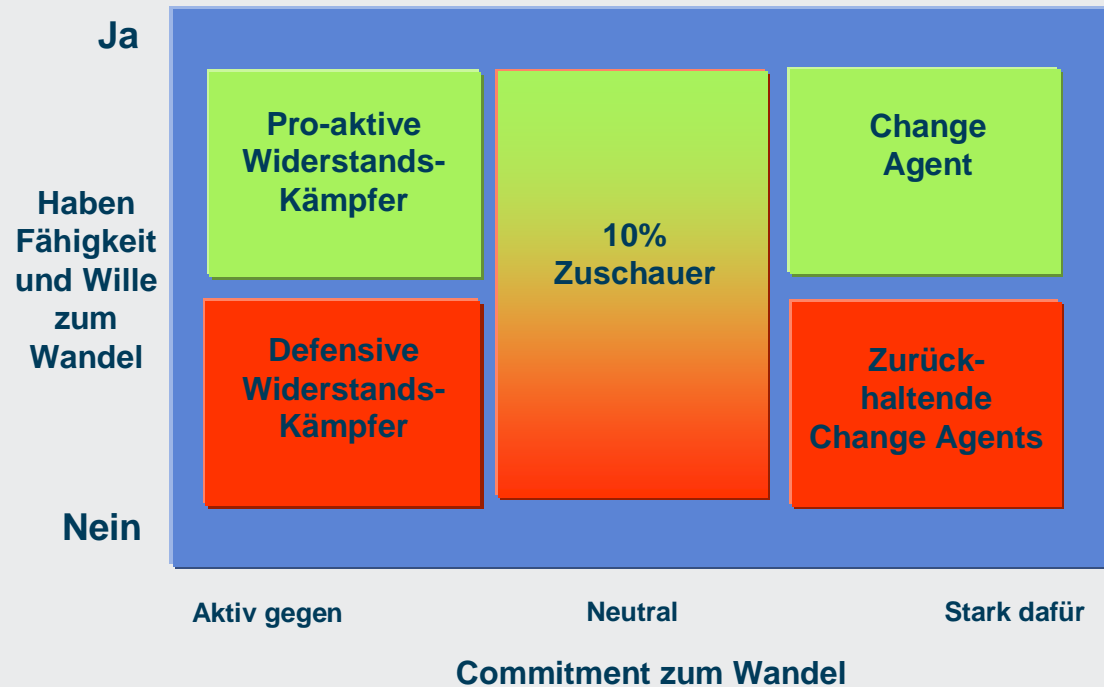 Ja
Haben
Fähigkeit
und Wille
zum
Wandel
Nein
Pro-aktive
Widerstands-
Kämpfer
10%
Zuschauer
Change
Agent
Defensive
Widerstands-
Kämpfer
Zurück-
haltende
Change Agents
Aktiv gegen
Neutral
Stark dafür
Commitment zum Wandel